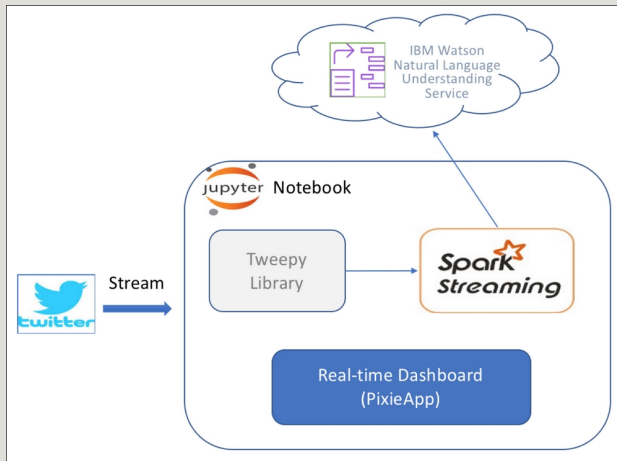 IBM Watson
Natural Language
Understanding
Service
jupyter Notebook
Tweepy
Library
Spark
Streaming
Stream
twitter
Real-time Dashboard
(PixieApp)